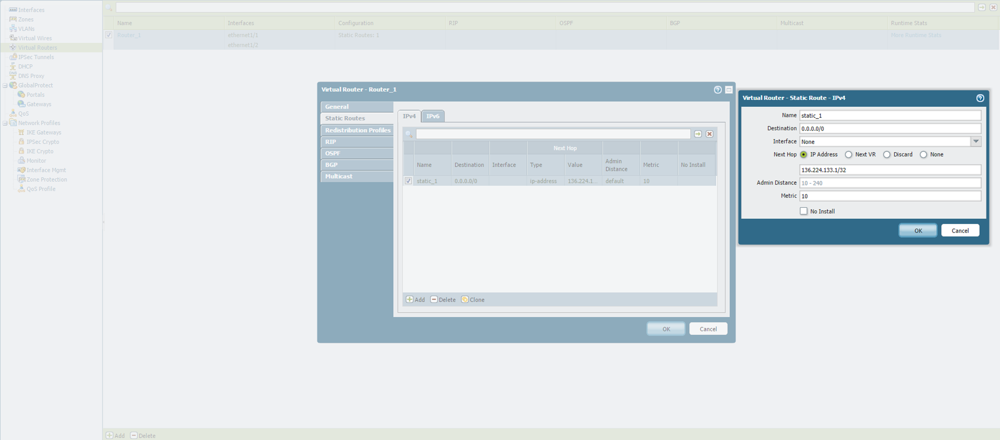 Interfaces
Zones
VLANs
Virtual Wires
Virtual Routers
IPSec Tunnels
DHCP
DNS Proxy
GlobalProtect
Portals
Gateways
QoS
Network Profiles
IKE Gateways
IPSec Crypto
IKE Crypto
Monitor
Interface Mgmt
Zone Protection
QoS Profile
Name Interfaces Configuration RIP OSPF BGP Multicast Runtime Stats
Router_1 ethernet1/1 Static Routes: 1 More Runtime Stats
ethernet1/2
Virtual Router - Router_1
General
Static Routes
Redistribution Profiles
RIP
OSPF
BGP
Multicast
IPv4 IPv6
Next Hop
Name Destination Interface Type Value Admin Distance Metric No Install
static_1 0.0.0.0/0 ip-address 136.224.1... default 10
Add Delete Clone
OK Cancel
Virtual Router - Static Route - IPv4
Name static_1
Destination 0.0.0.0/0
Interface None
Next Hop IP Address Next VR Discard None
136.224.133.1/32
Admin Distance 10 - 240
Metric 10
No Install
OK Cancel
Add Delete